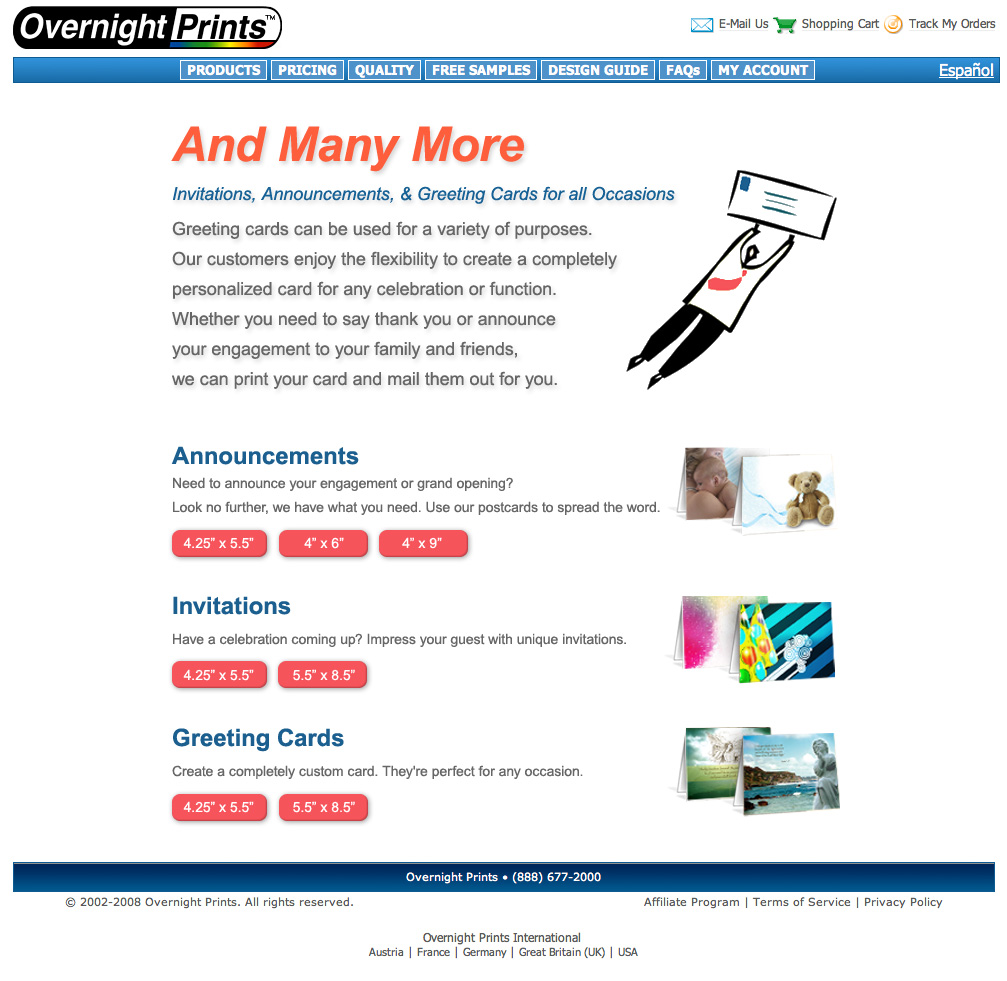 Overnight Prints™
E-Mail Us
Shopping Cart
Track My Orders
PRODUCTS
PRICING
QUALITY
FREE SAMPLES
DESIGN GUIDE
FAQs
MY ACCOUNT
Español
And Many More
Invitations, Announcements, & Greeting Cards for all Occasions
Greeting cards can be used for a variety of purposes.
Our customers enjoy the flexibility to create a completely
personalized card for any celebration or function.
Whether you need to say thank you or announce
your engagement to your family and friends,
we can print your card and mail them out for you.
Announcements
Need to announce your engagement or grand opening?
Look no further, we have what you need. Use our postcards to spread the word.
4.25” x 5.5”
4” x 6”
4” x 9”
Invitations
Have a celebration coming up? Impress your guest with unique invitations.
4.25” x 5.5”
5.5” x 8.5”
Greeting Cards
Create a completely custom card. They're perfect for any occasion.
4.25” x 5.5”
5.5” x 8.5”
Overnight Prints • (888) 677-2000
© 2002-2008 Overnight Prints. All rights reserved.
Affiliate Program | Terms of Service | Privacy Policy
Overnight Prints International
Austria | France | Germany | Great Britain (UK) | USA